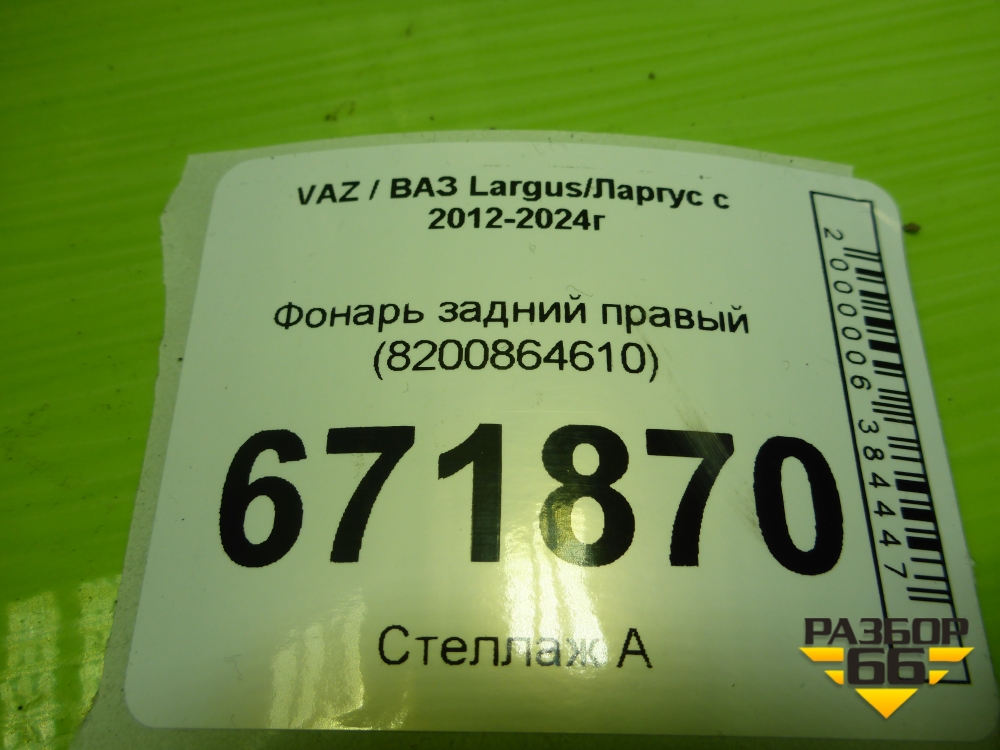 VAZ / ВАЗ Largus/Ларгус с
2012-2024г
Фонарь задний правый
(8200864610)
671870
Стеллаж А
2000006384447
РАЗБОР
66